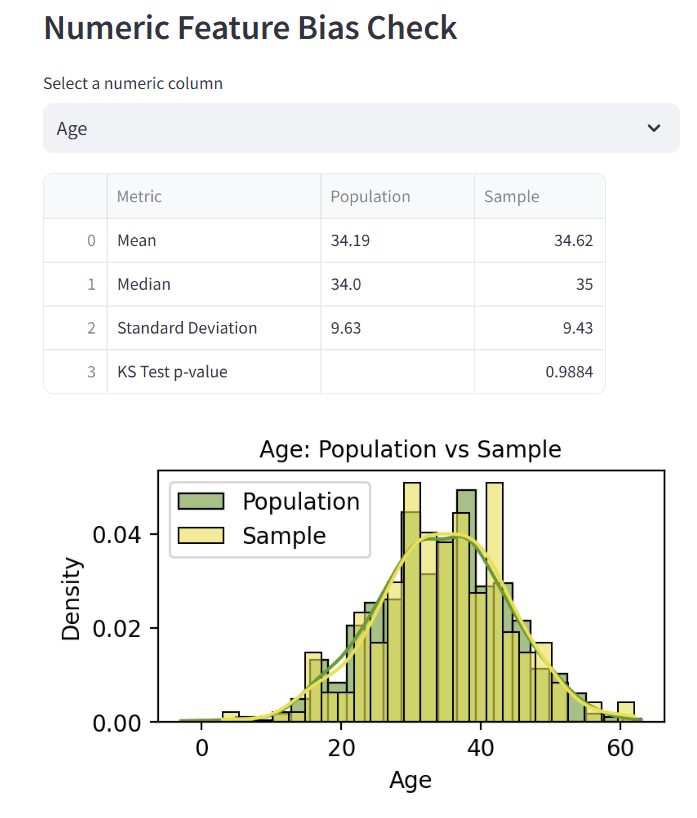 Numeric Feature Bias Check
Select a numeric column
Age
Metric Population Sample
0 Mean 34.19 34.62
1 Median 34.0 35
2 Standard Deviation 9.63 9.43
3 KS Test p-value 0.9884
Age: Population vs Sample
Population
Sample
0.04
0.02
0.00
Density
0 20 40 60
Age